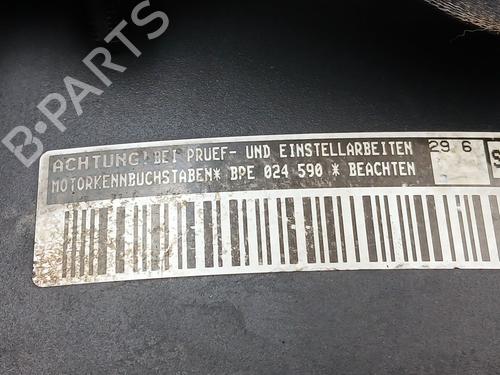 ACHTUNG! BEI PRUEF- UND EINSTELLARBEITEN
MOTORKENNBUCHSTABEN* BPE 024 590 * BEACHTEN
29 6
S
B-PARTS